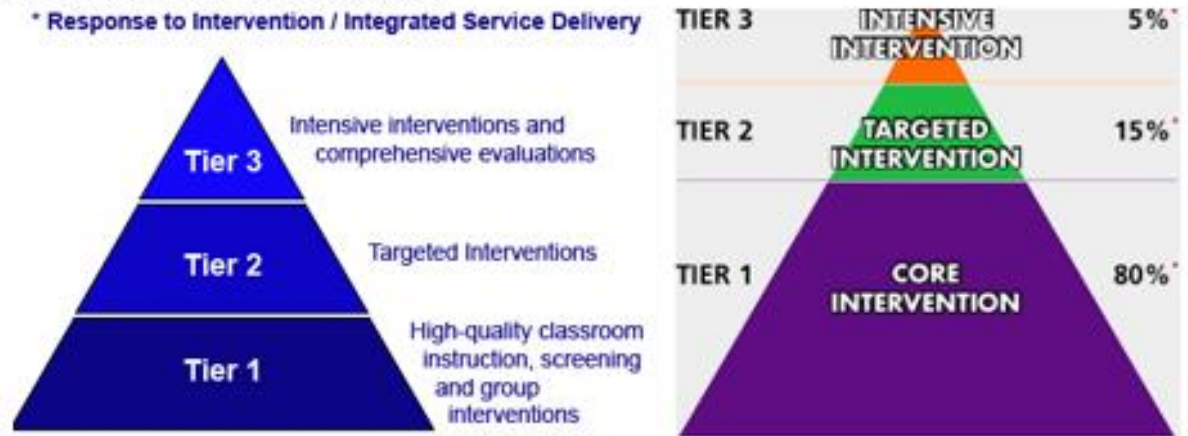 * Response to Intervention / Integrated Service Delivery
Tier 3
Intensive interventions and
comprehensive evaluations
Tier 2
Targeted Interventions
Tier 1
High-quality classroom
instruction, screening
and group
interventions
TIER 3
INTENSIVE
INTERVENTION
5%*
TIER 2
TARGETED
INTERVENTION
15%*
TIER 1
CORE
INTERVENTION
80%*